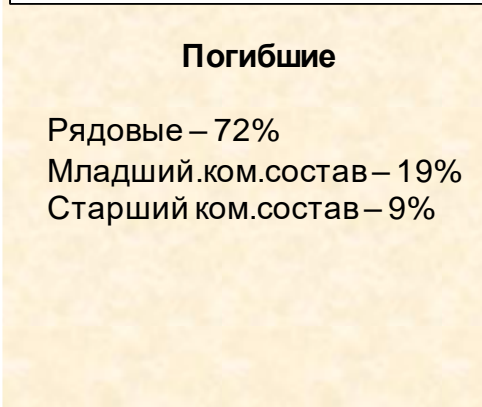 Погибшие
Рядовые – 72%
Младший.ком.состав – 19%
Старший ком.состав – 9%